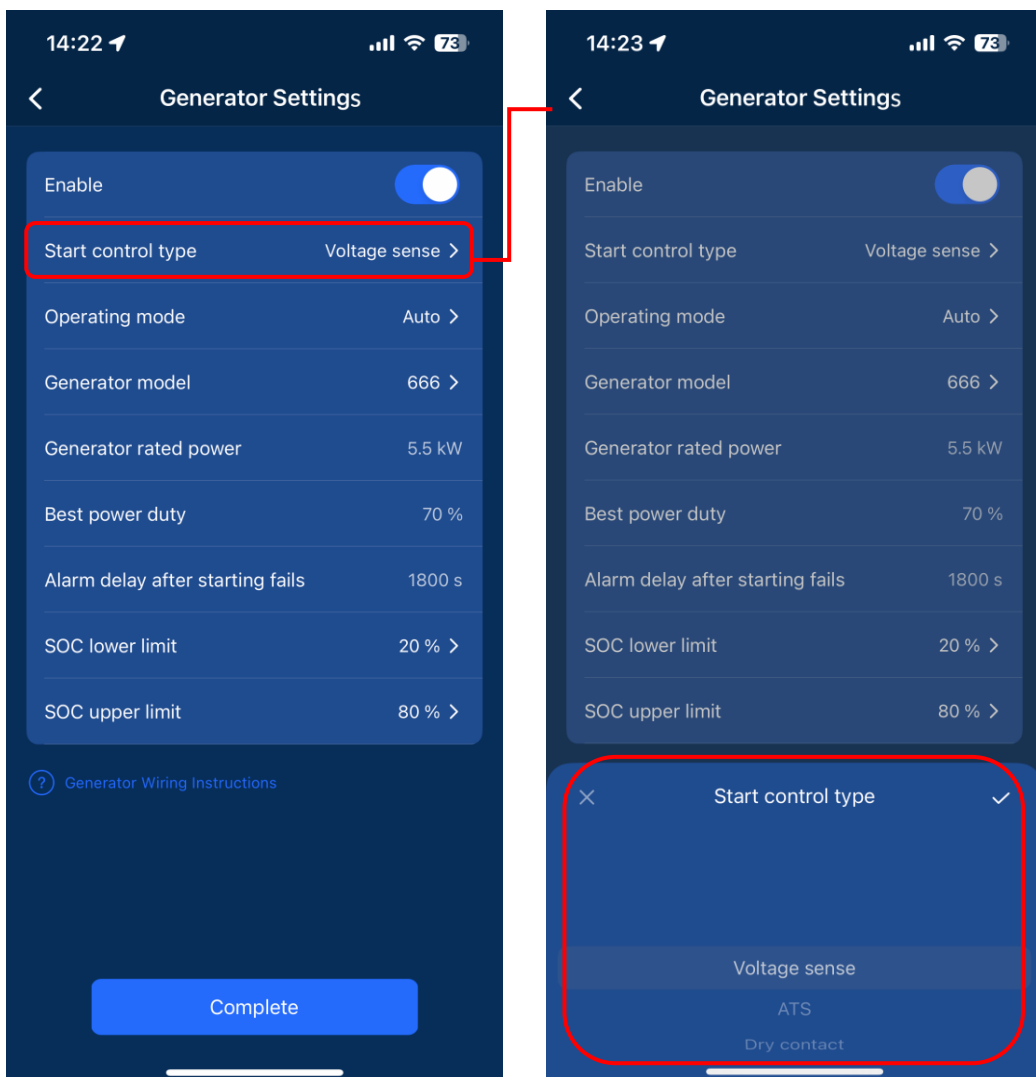 14:22
73
Generator Settings
Enable
Start control type Voltage sense
Operating mode Auto
Generator model 666
Generator rated power 5.5 kW
Best power duty 70 %
Alarm delay after starting fails 1800 s
SOC lower limit 20 %
SOC upper limit 80 %
? Generator Wiring Instructions
Complete
14:23
73
Generator Settings
Enable
Start control type Voltage sense
Operating mode Auto
Generator model 666
Generator rated power 5.5 kW
Best power duty 70 %
Alarm delay after starting fails 1800 s
SOC lower limit 20 %
SOC upper limit 80 %
Start control type
Voltage sense
ATS
Dry contact